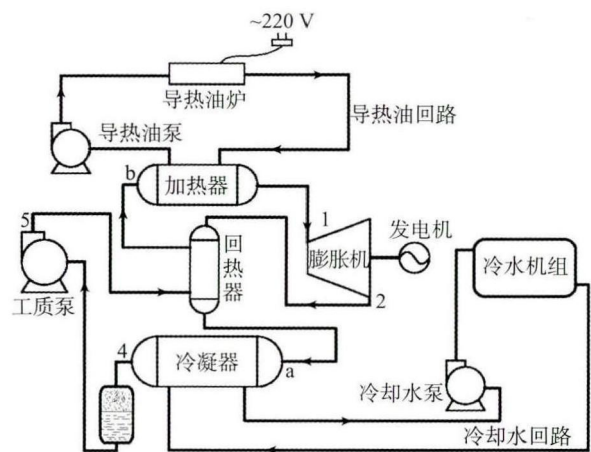 ~220 V
导热油炉
导热油回路
导热油泵
b
加热器
1
发电机
5
回热器
膨胀机
冷水机组
工质泵
2
4
冷凝器
a
冷却水泵
冷却水回路